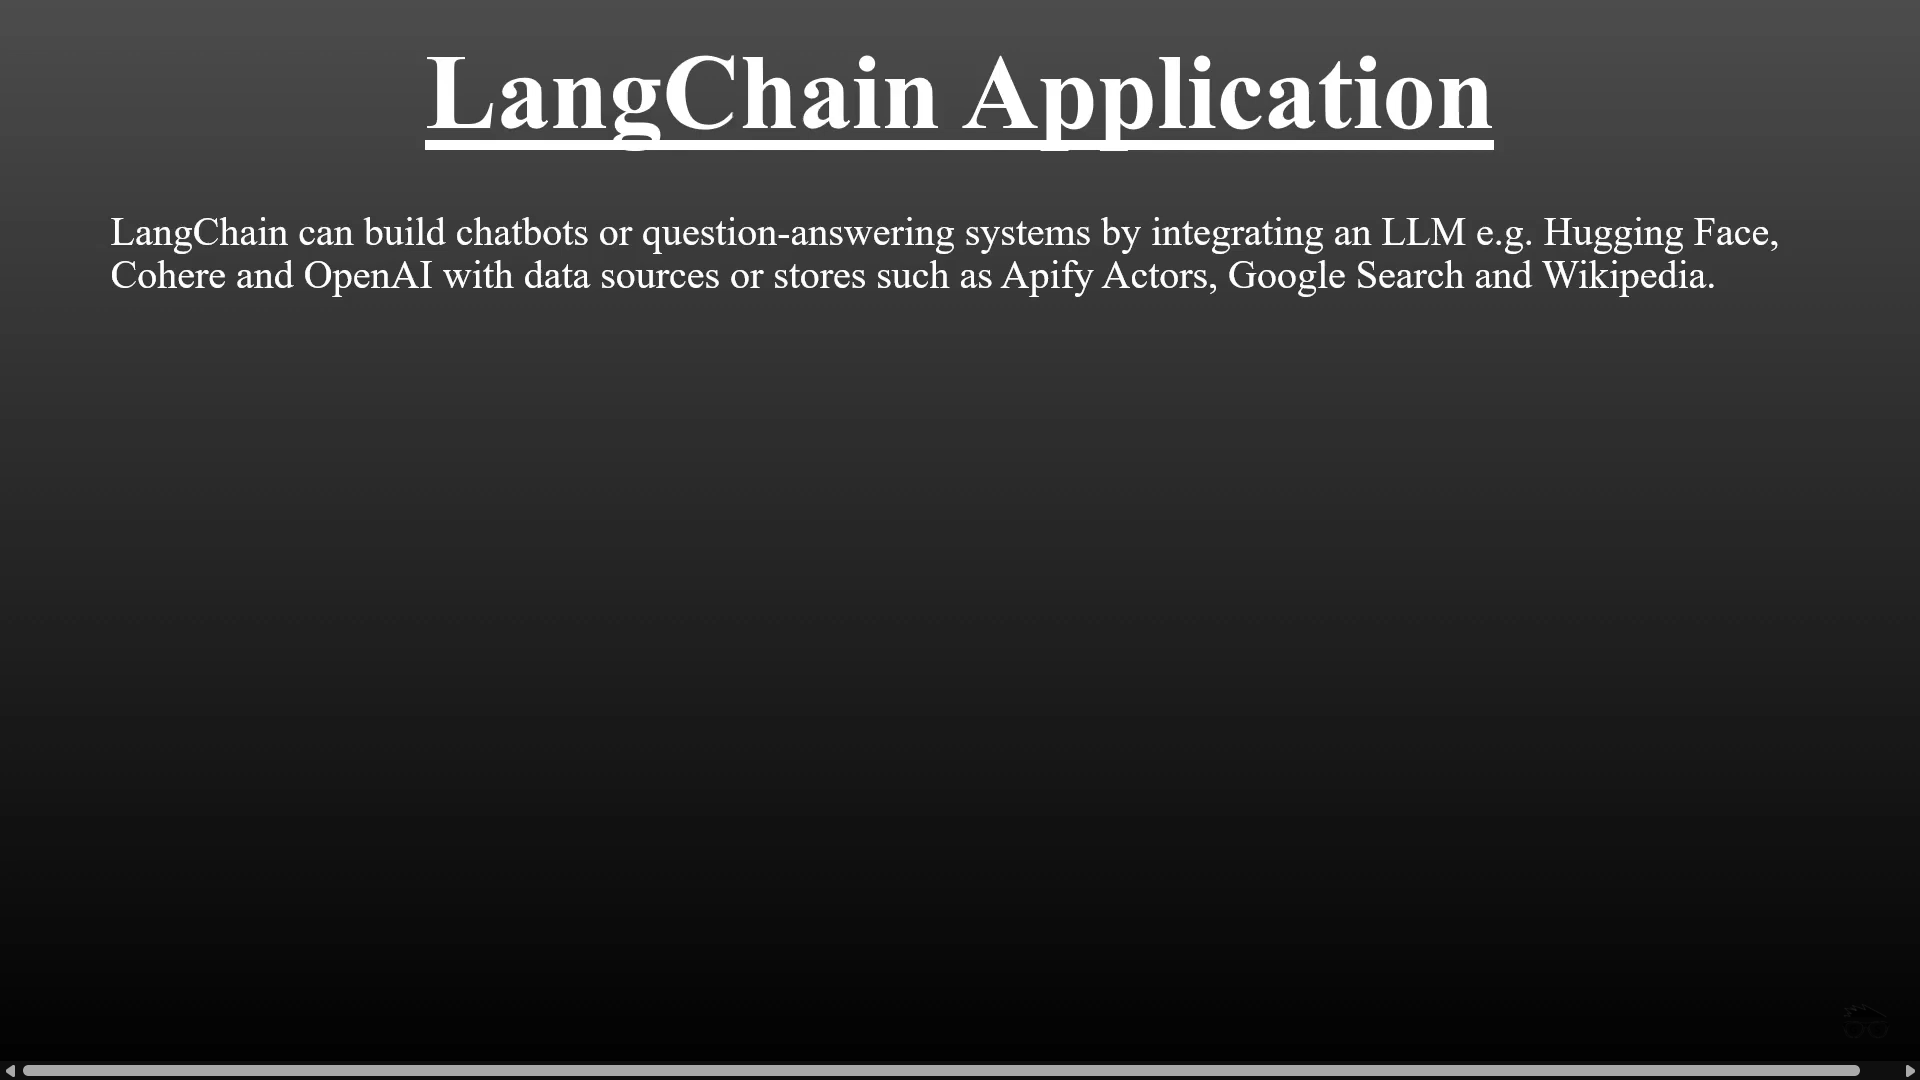 LangChain Application
LangChain can build chatbots or question-answering systems by integrating an LLM e.g. Hugging Face,
Cohere and OpenAI with data sources or stores such as Apify Actors, Google Search and Wikipedia.